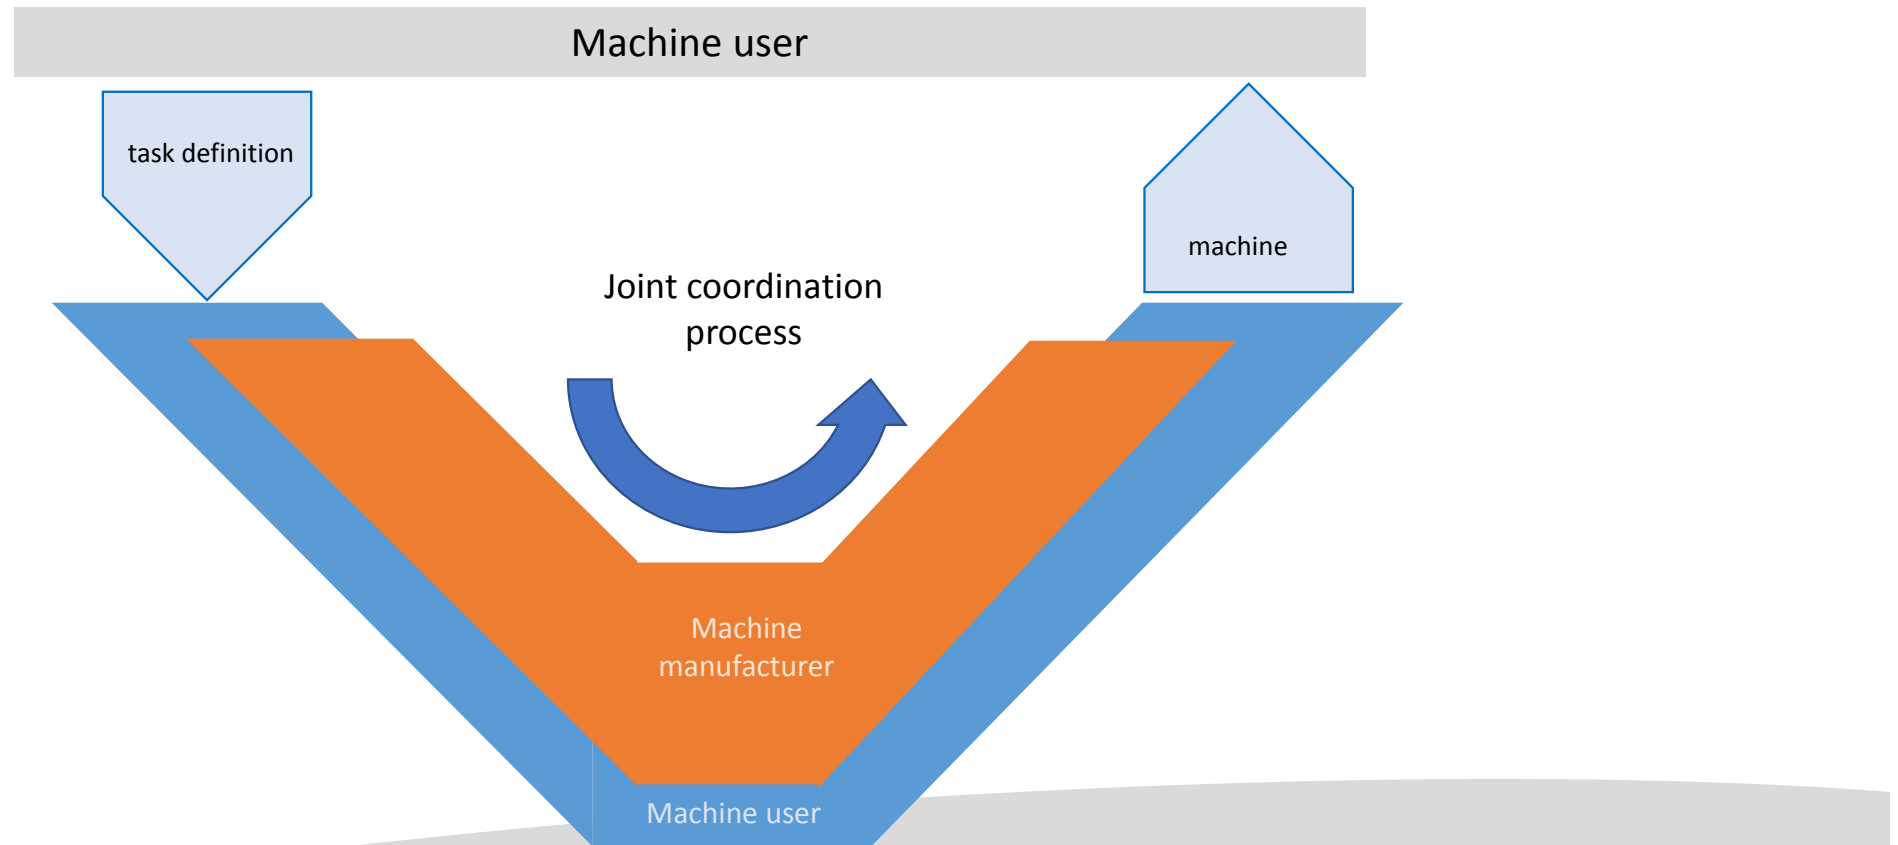 Machine user
task definition
machine
Joint coordination
process
Machine
manufacturer
Machine user